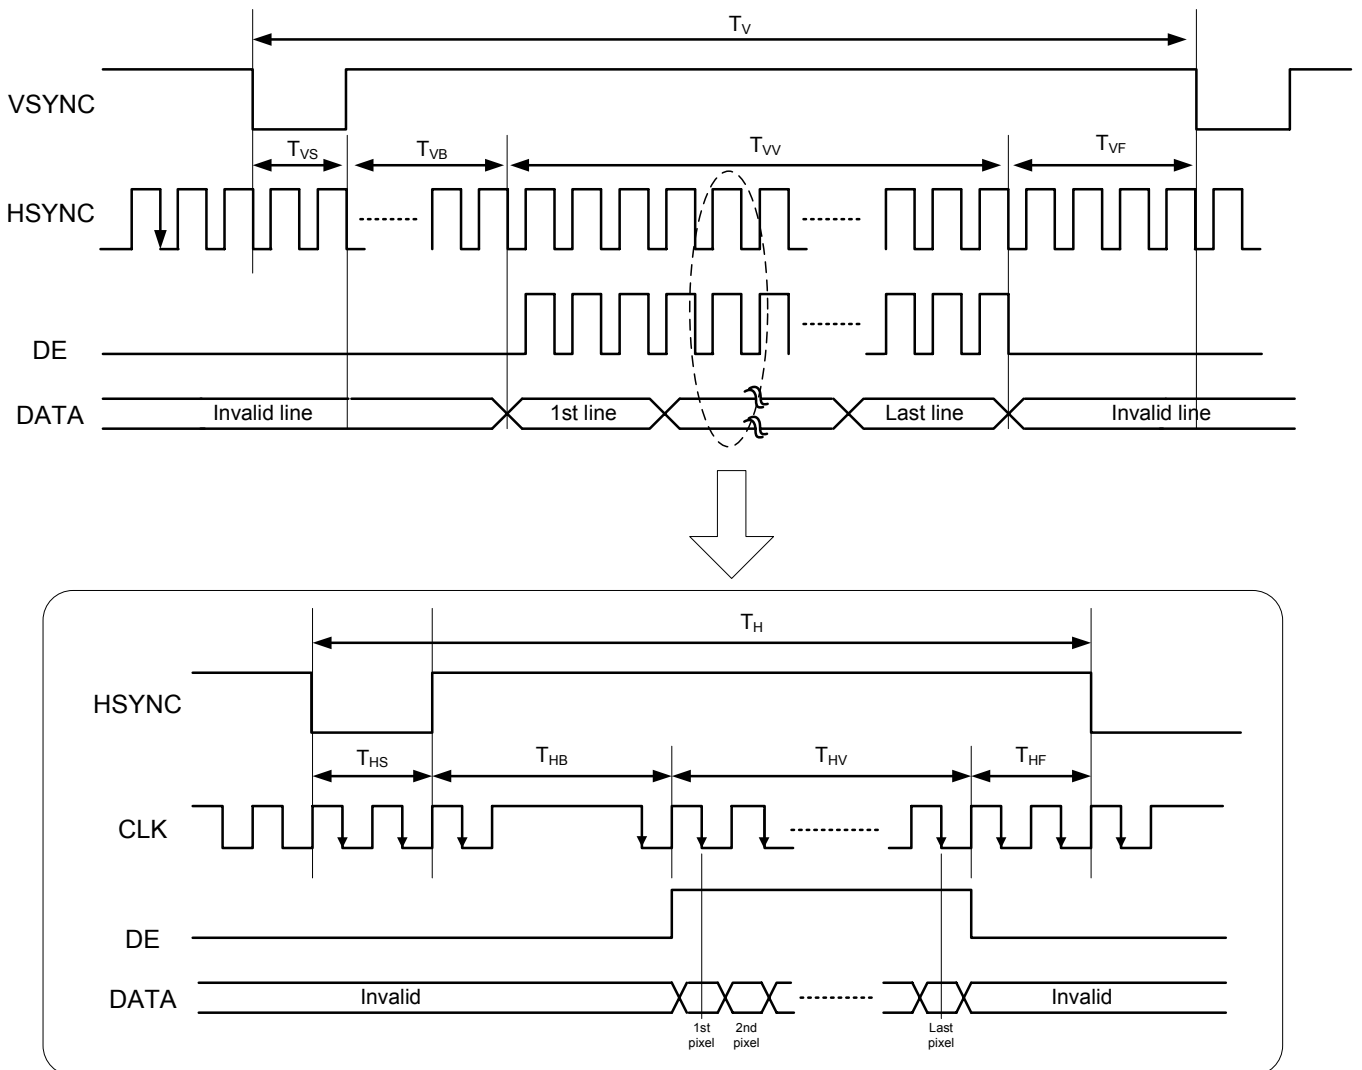 TV
VSYNC
TVS
TVB
TVV
TVF
HSYNC
DE
DATA
Invalid line
1st line
Last line
Invalid line
TH
HSYNC
THS
THB
THV
THF
CLK
DE
DATA
Invalid
Invalid
1st
pixel
2nd
pixel
Last
pixel